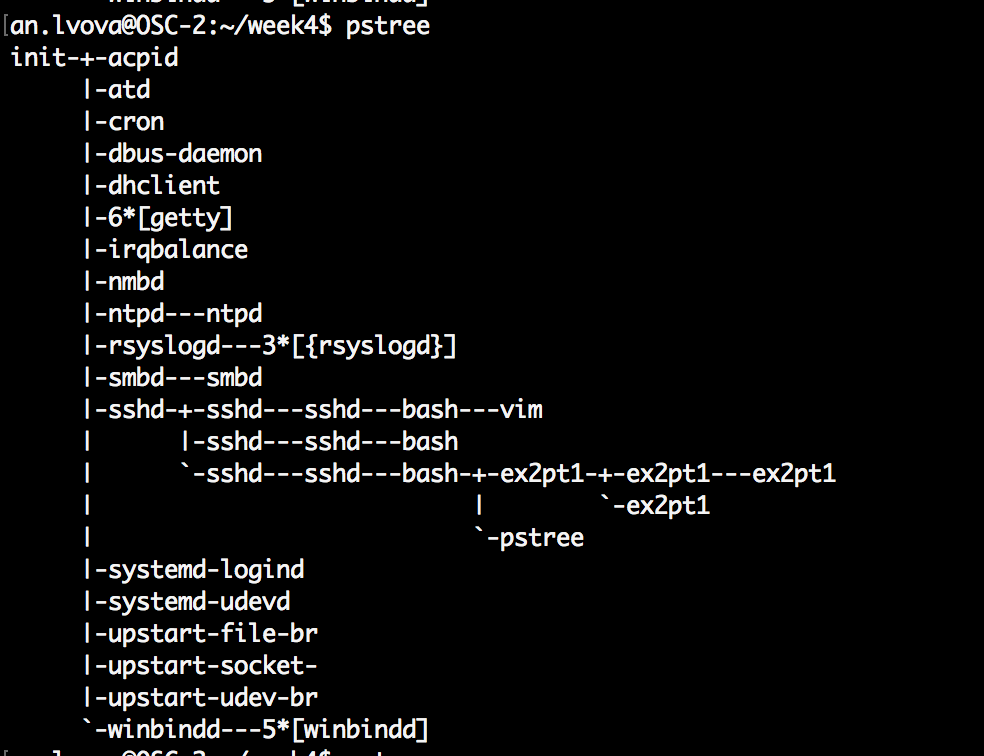 [an.lvova@OSC-2:~/week4$ pstree
init-+-acpid
     |-atd
     |-cron
     |-dbus-daemon
     |-dhclient
     |-6*[getty]
     |-irqbalance
     |-nmbd
     |-ntpd---ntpd
     |-rsyslogd---3*[{rsyslogd}]
     |-smbd---smbd
     |-sshd-+-sshd---sshd---bash---vim
     |      |-sshd---sshd---bash
     |      `-sshd---sshd---bash-+-ex2pt1-+-ex2pt1---ex2pt1
     |                           |        `-ex2pt1
     |                           `-pstree
     |-systemd-logind
     |-systemd-udevd
     |-upstart-file-br
     |-upstart-socket-
     |-upstart-udev-br
     `-winbindd---5*[winbindd]